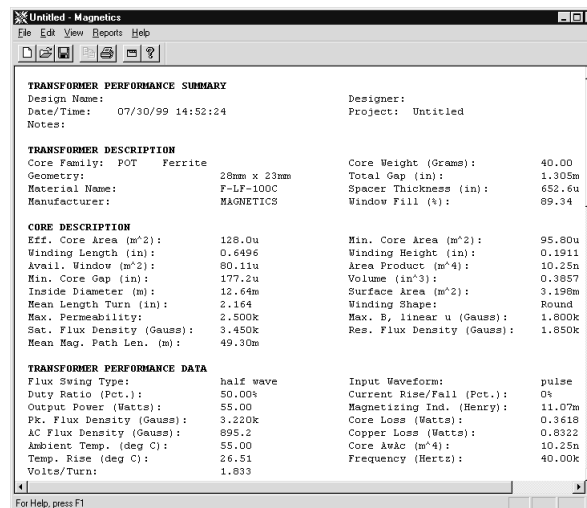 Untitled - Magnetics
File Edit View Reports Help
TRANSFORMER PERFORMANCE SUMMARY
Design Name: Designer:
Date/Time: 07/30/99 14:52:24 Project: Untitled
Notes:
TRANSFORMER DESCRIPTION
Core Family: POT Ferrite Core Weight (Grams): 40.00
Geometry: 28mm x 23mm Total Gap (in): 1.305m
Material Name: F-LF-100C Spacer Thickness (in): 652.6u
Manufacturer: MAGNETICS Window Fill (%): 89.34
CORE DESCRIPTION
Eff. Core Area (m^2): 128.0u Min. Core Area (m^2): 95.80u
Winding Length (in): 0.6496 Winding Height (in): 0.1911
Avail. Window (m^2): 80.11u Area Product (m^4): 10.25n
Min. Core Gap (in): 177.2u Volume (in^3): 0.3857
Inside Diameter (m): 12.64m Surface Area (m^2): 3.198m
Mean Length Turn (in): 2.164 Winding Shape: Round
Max. Permeability: 2.500k Max. B, linear u (Gauss): 1.800k
Sat. Flux Density (Gauss): 3.450k Res. Flux Density (Gauss): 1.850k
Mean Mag. Path Len. (m): 49.30m
TRANSFORMER PERFORMANCE DATA
Flux Swing Type: half wave Input Waveform: pulse
Duty Ratio (Pct.): 50.00% Current Rise/Fall (Pct.): 0%
Output Power (Watts): 55.00 Magnetizing Ind. (Henry): 11.07m
Pk. Flux Density (Gauss): 3.220k Core Loss (Watts): 0.3618
AC Flux Density (Gauss): 895.2 Copper Loss (Watts): 0.8322
Ambient Temp. (deg C): 55.00 Core AwAc (m^4): 10.25n
Temp. Rise (deg C): 26.51 Frequency (Hertz): 40.00k
Volts/Turn: 1.833
For Help, press F1